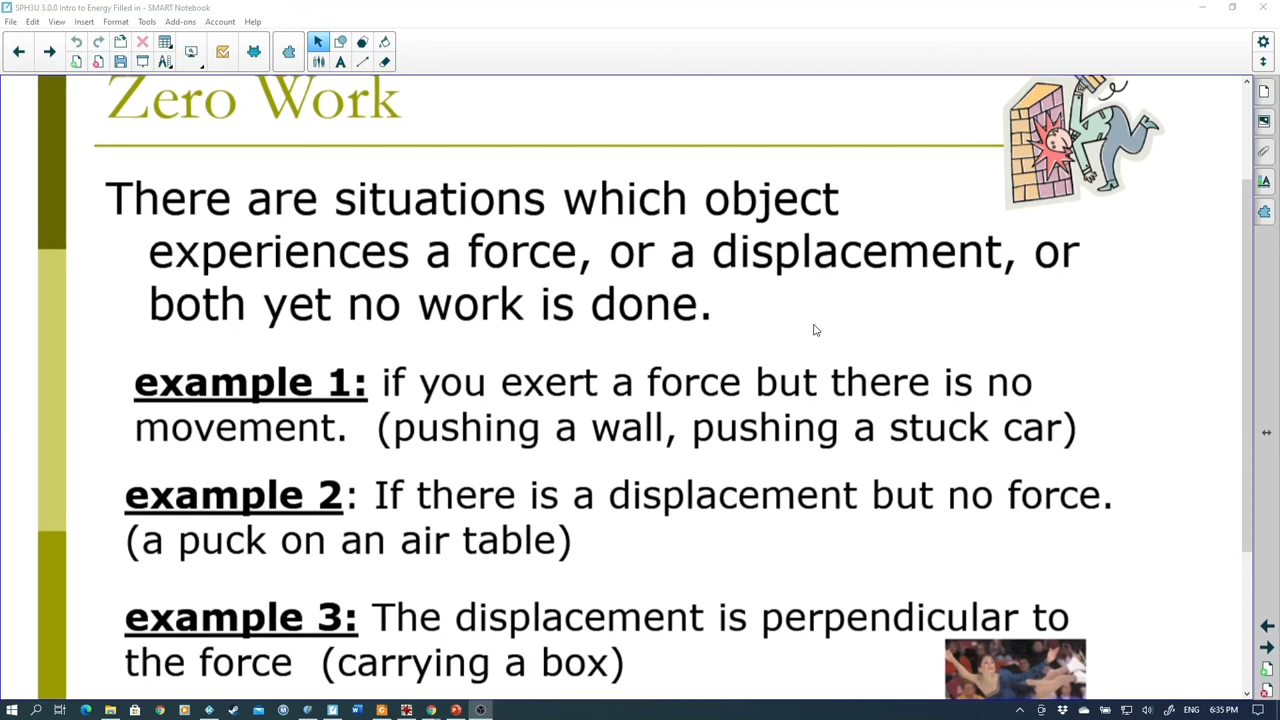 SPH3U 3.0.0 Intro to Energy Filled in - SMART Notebook
File Edit View Insert Format Tools Add-ons Account Help
Zero Work
There are situations which object
experiences a force, or a displacement, or
both yet no work is done.
example 1: if you exert a force but there is no
movement. (pushing a wall, pushing a stuck car)
example 2: If there is a displacement but no force.
(a puck on an air table)
example 3: The displacement is perpendicular to
the force (carrying a box)
6:35 PM